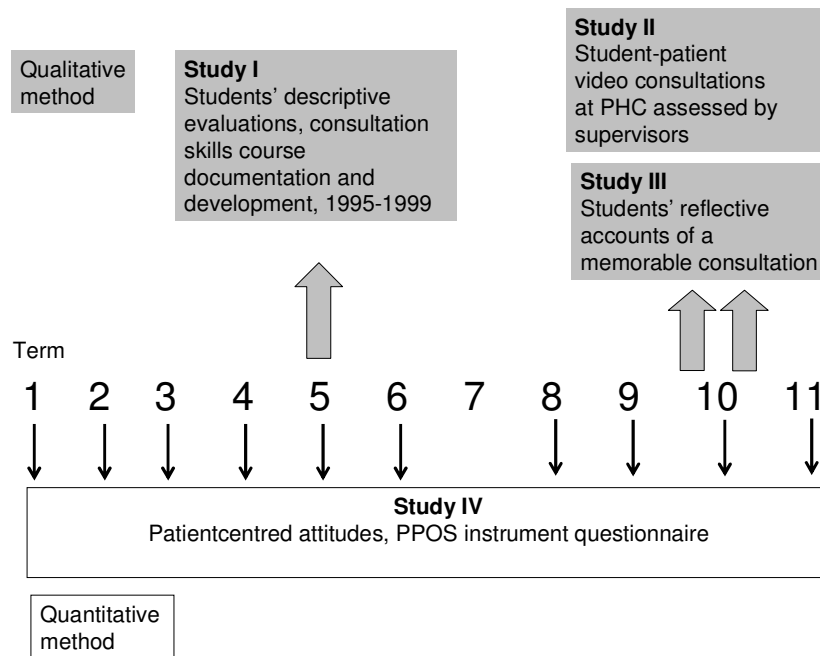 Qualitative
method
Study I
Students' descriptive
evaluations, consultation
skills course
documentation and
development, 1995-1999
Study II
Student-patient
video consultations
at PHC assessed by
supervisors
Study III
Students' reflective
accounts of a
memorable consultation
Term
1 2 3 4 5 6 7 8 9 10 11
Study IV
Patientcentred attitudes, PPOS instrument questionnaire
Quantitative
method